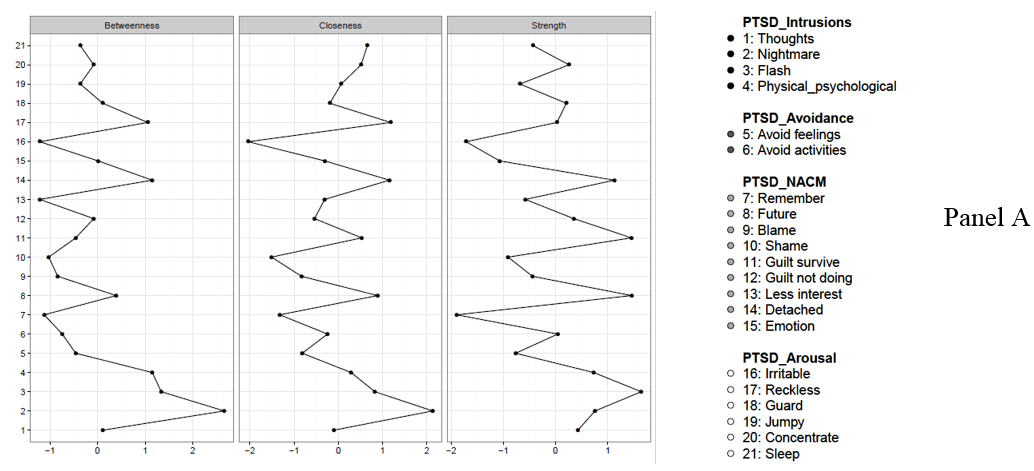 Betweenness Closeness Strength
21
20
19
18
17
16
15
14
13
12
11
10
9
8
7
6
5
4
3
2
1
−1 0 1 2 −2 −1 0 1 2 −2 −1 0 1
PTSD_Intrusions
1: Thoughts
2: Nightmare
3: Flash
4: Physical_psychological
PTSD_Avoidance
5: Avoid feelings
6: Avoid activities
PTSD_NACM
7: Remember
8: Future
9: Blame
10: Shame
11: Guilt survive
12: Guilt not doing
13: Less interest
14: Detached
15: Emotion
PTSD_Arousal
16: Irritable
17: Reckless
18: Guard
19: Jumpy
20: Concentrate
21: Sleep
Panel A